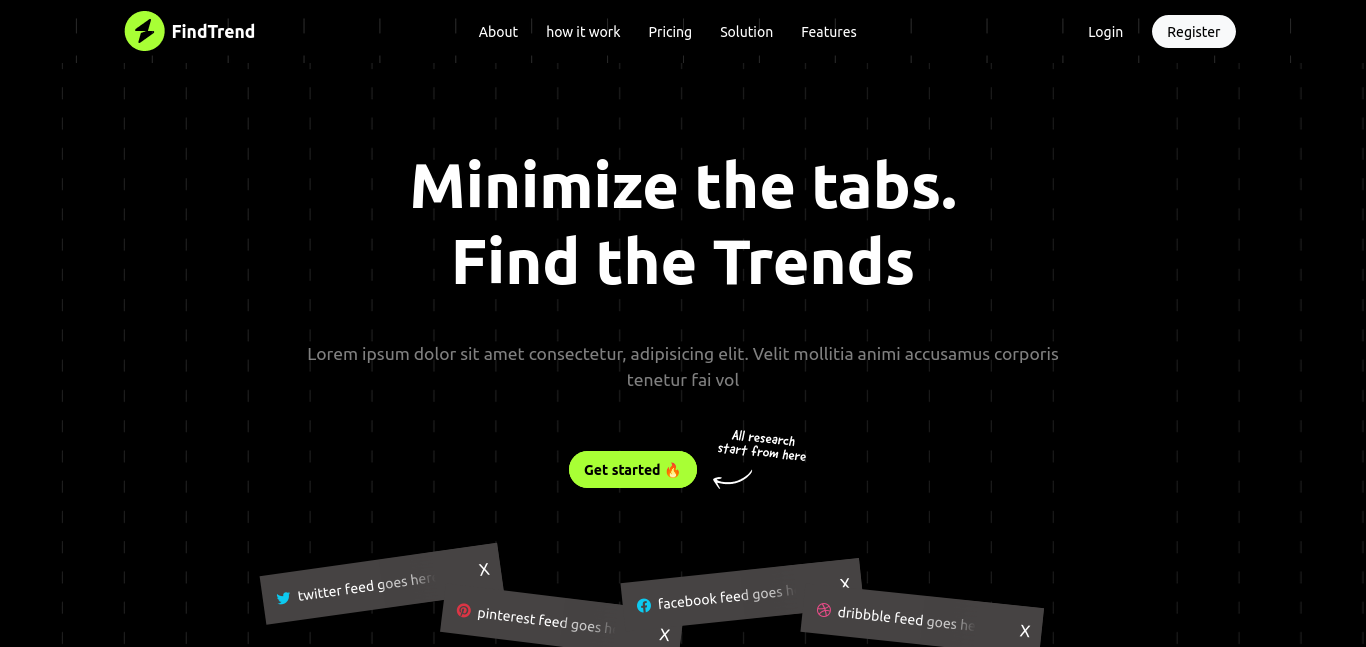 FindTrend
About
how it work
Pricing
Solution
Features
Login
Register
Minimize the tabs.
Find the Trends
Lorem ipsum dolor sit amet consectetur, adipisicing elit. Velit mollitia animi accusamus corporis
tenetur fai vol
All research
start from here
Get started 🔥
twitter feed goes here
X
pinterest feed goes
X
facebook feed goes
X
dribbble feed goes
X